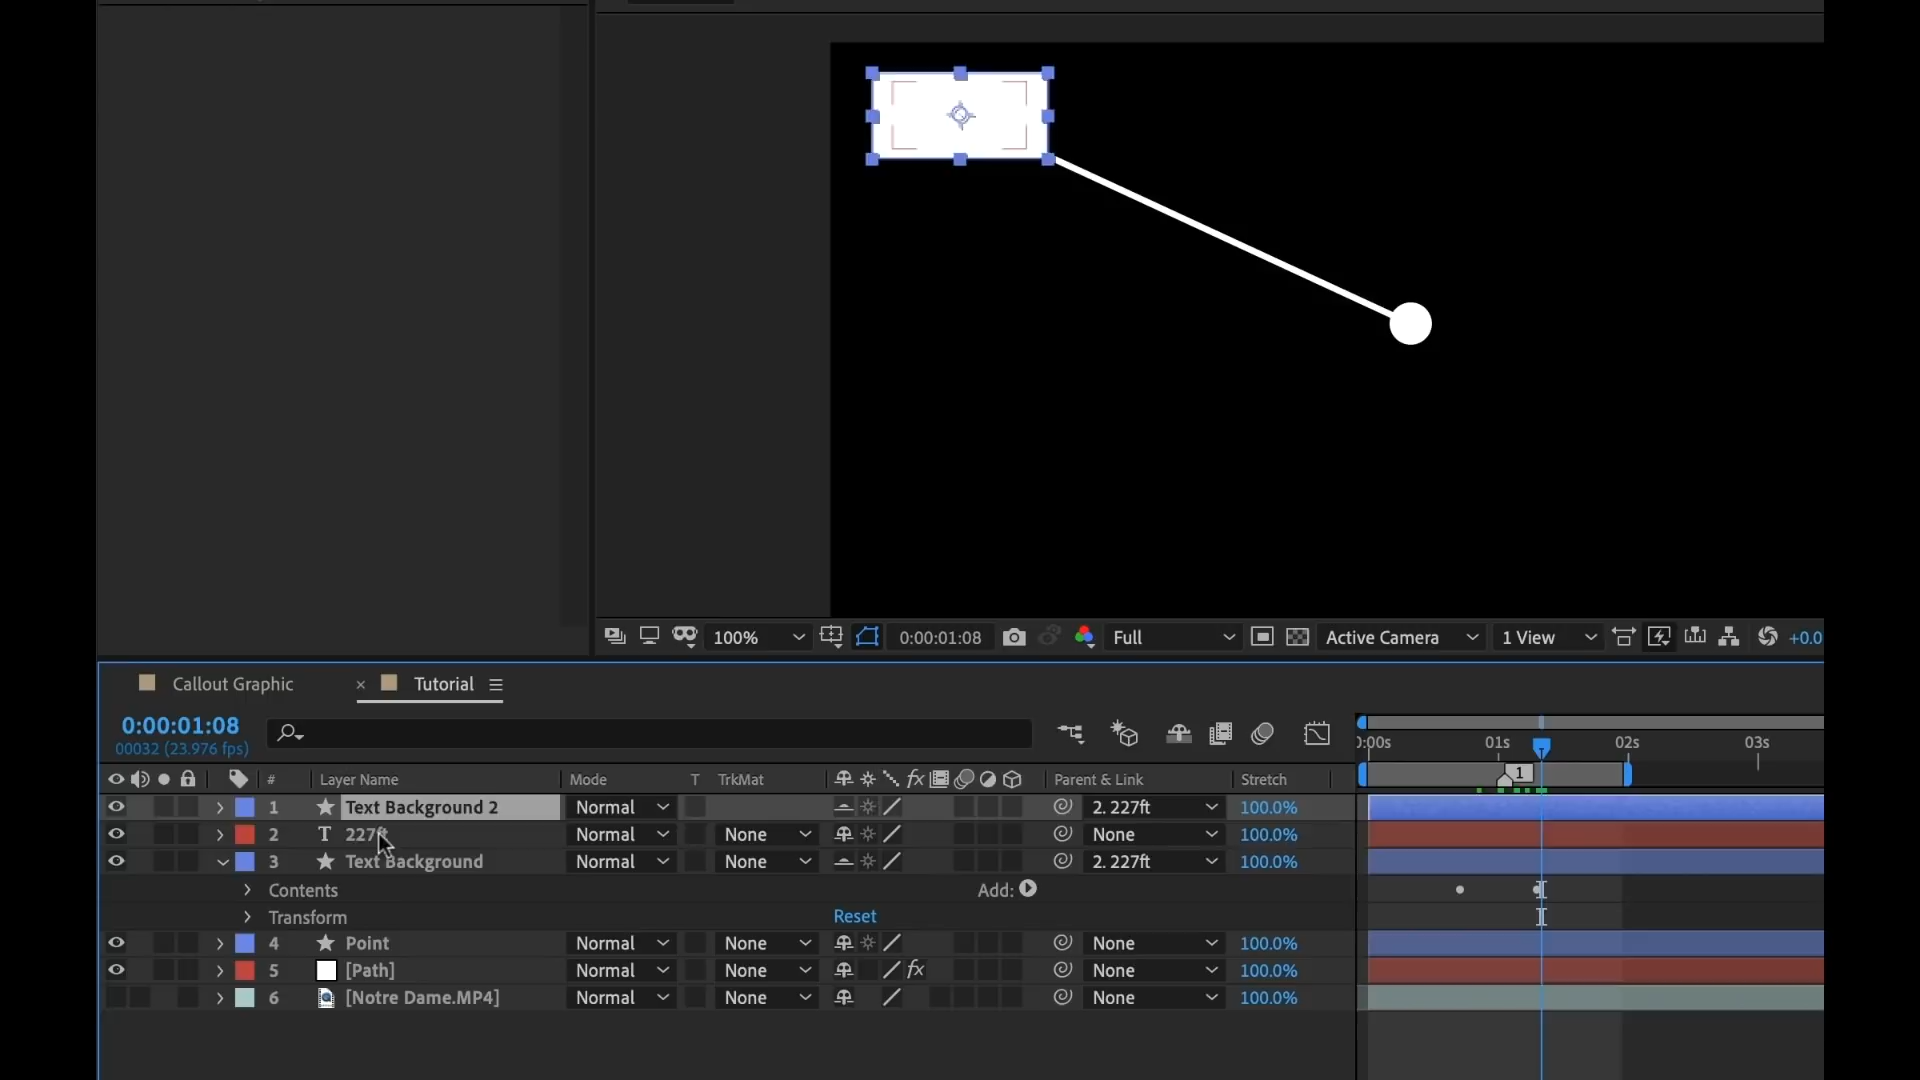 100%
0:00:01:08
Full
Active Camera
1 View
+0.0
Callout Graphic
× Tutorial
0:00:01:08
00032 (23.976 fps)
0:00s 01s 02s 03s
1
# Layer Name Mode T TrkMat fx Parent & Link Stretch
1 Text Background 2 Normal 2. 227ft 100.0%
2 T 227ft Normal None None 100.0%
3 Text Background Normal None 2. 227ft 100.0%
Contents Add:
Transform Reset
4 Point Normal None None 100.0%
5 [Path] Normal None fx None 100.0%
6 [Notre Dame.MP4] Normal None None 100.0%